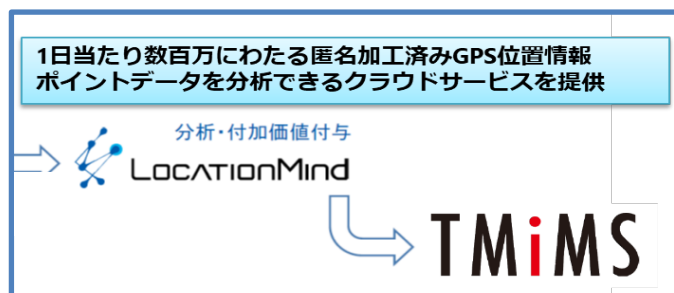 1日当たり数百万にわたる匿名加工済みGPS位置情報
ポイントデータを分析できるクラウドサービスを提供
分析・付加価値付与
LocationMind
TMiMS